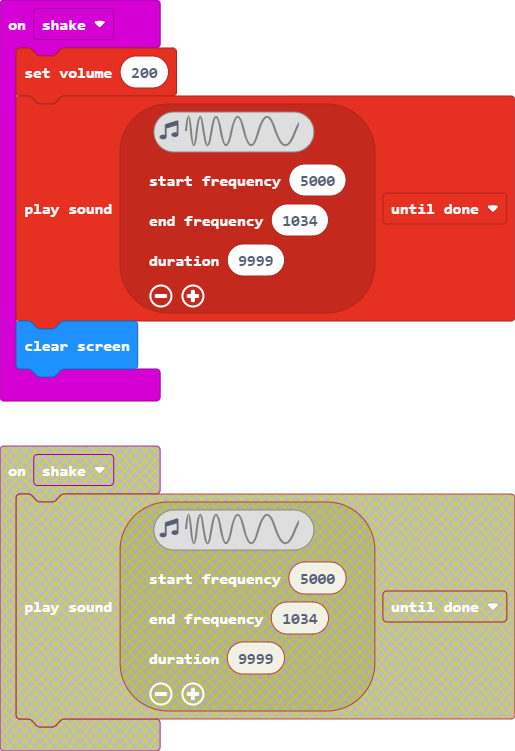 on shake
set volume 200
start frequency 5000
play sound end frequency 1034 until done
duration 9999
clear screen
on shake
start frequency 5000
play sound end frequency 1034 until done
duration 9999